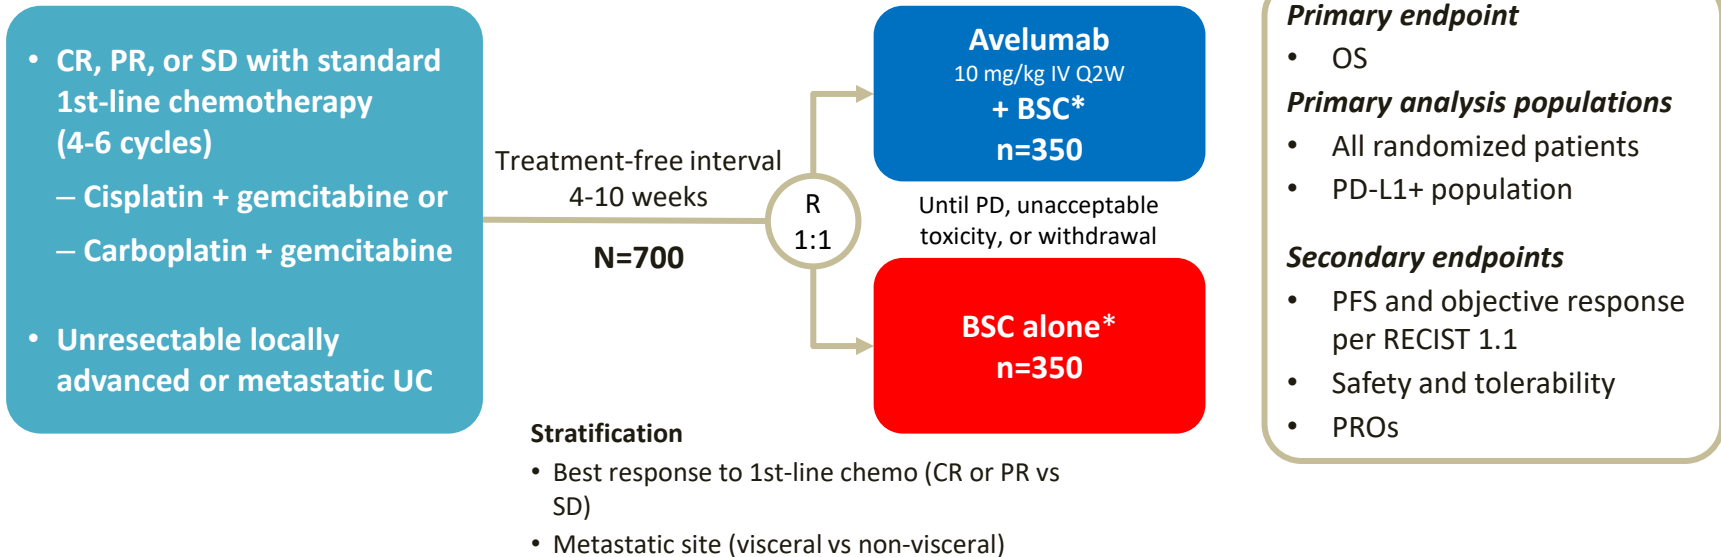 • CR, PR, or SD with standard
1st-line chemotherapy
(4-6 cycles)
– Cisplatin + gemcitabine or
– Carboplatin + gemcitabine
• Unresectable locally
advanced or metastatic UC
Treatment-free interval
4-10 weeks
N=700
R
1:1
Avelumab
10 mg/kg IV Q2W
+ BSC*
n=350
Until PD, unacceptable
toxicity, or withdrawal
BSC alone*
n=350
Stratification
• Best response to 1st-line chemo (CR or PR vs
SD)
• Metastatic site (visceral vs non-visceral)
Primary endpoint
• OS
Primary analysis populations
• All randomized patients
• PD-L1+ population
Secondary endpoints
• PFS and objective response
per RECIST 1.1
• Safety and tolerability
• PROs